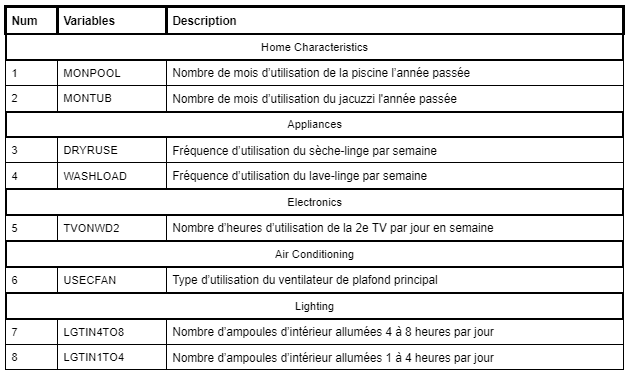 Num Variables Description
Home Characteristics
1 MONPOOL Nombre de mois d’utilisation de la piscine l’année passée
2 MONTUB Nombre de mois d’utilisation du jacuzzi l'année passée
Appliances
3 DRYRUSE Fréquence d’utilisation du sèche-linge par semaine
4 WASHLOAD Fréquence d’utilisation du lave-linge par semaine
Electronics
5 TVONWD2 Nombre d’heures d’utilisation de la 2e TV par jour en semaine
Air Conditioning
6 USECFAN Type d’utilisation du ventilateur de plafond principal
Lighting
7 LGTIN4TO8 Nombre d’ampoules d’intérieur allumées 4 à 8 heures par jour
8 LGTIN1TO4 Nombre d’ampoules d’intérieur allumées 1 à 4 heures par jour